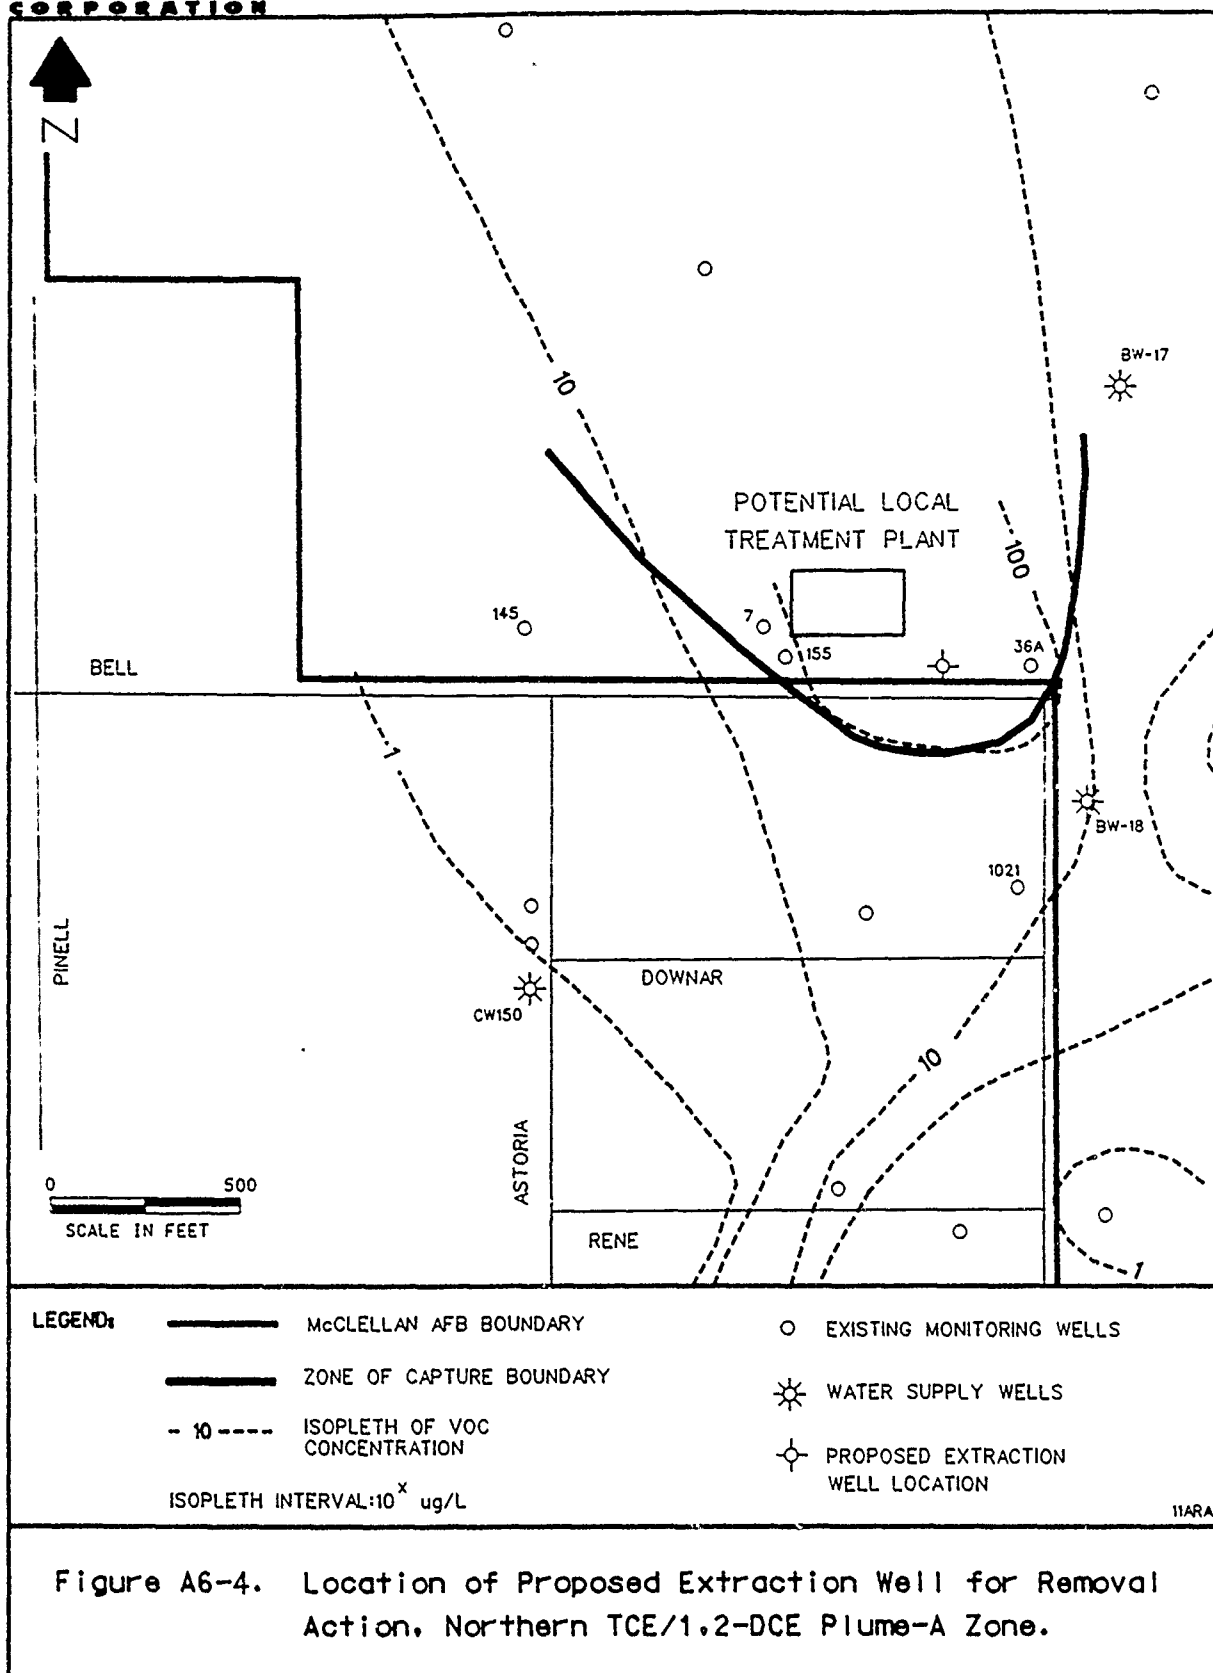 CORPORATION
N
10
BW-17
POTENTIAL LOCAL
TREATMENT PLANT
100
145
7
155
36A
BELL
1
BW-18
1021
PINELL
DOWNAR
CW150
10
ASTORIA
0 500
SCALE IN FEET
RENE
1
LEGEND:
McCLELLAN AFB BOUNDARY
ZONE OF CAPTURE BOUNDARY
- 10 ---- ISOPLETH OF VOC
CONCENTRATION
ISOPLETH INTERVAL:10^x ug/L
EXISTING MONITORING WELLS
WATER SUPPLY WELLS
PROPOSED EXTRACTION
WELL LOCATION
11ARA
Figure A6-4. Location of Proposed Extraction Well for Removal
Action, Northern TCE/1,2-DCE Plume-A Zone.